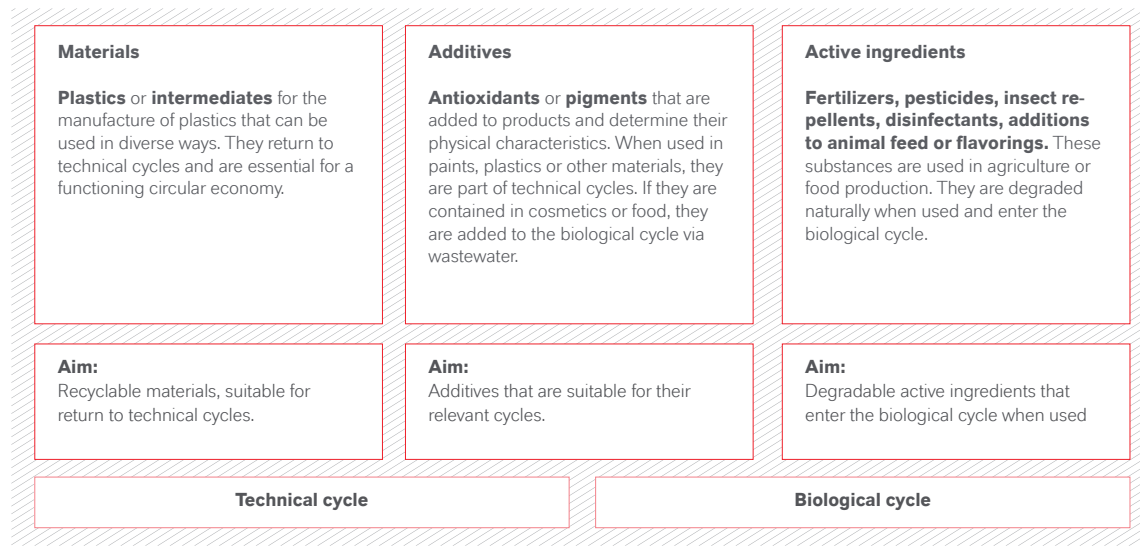 Materials
Plastics or intermediates for the
manufacture of plastics that can be
used in diverse ways. They return to
technical cycles and are essential for a
functioning circular economy.
Additives
Antioxidants or pigments that are
added to products and determine their
physical characteristics. When used in
paints, plastics or other materials, they
are part of technical cycles. If they are
contained in cosmetics or food, they
are added to the biological cycle via
wastewater.
Active ingredients
Fertilizers, pesticides, insect re-
pellents, disinfectants, additions
to animal feed or flavorings. These
substances are used in agriculture or
food production. They are degraded
naturally when used and enter the
biological cycle.
Aim:
Recyclable materials, suitable for
return to technical cycles.
Aim:
Additives that are suitable for their
relevant cycles.
Aim:
Degradable active ingredients that
enter the biological cycle when used
Technical cycle
Biological cycle